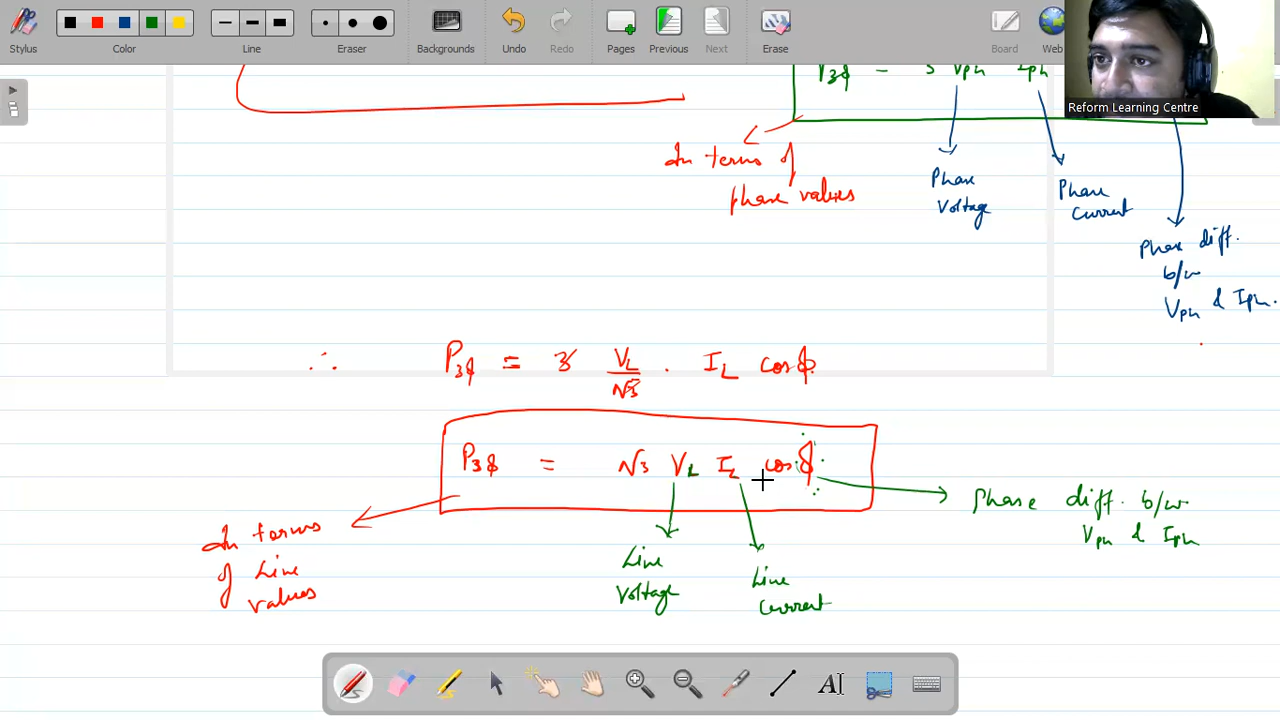 Stylus Color Line Eraser Backgrounds Undo Redo Pages Previous Next Erase Board Web
Reform Learning Centre
P3ϕ = 3 Vph Iph
In terms of
phase values
Phase
Voltage
Phase
Current
Phase diff.
b/w
Vph & Iph.
∴ P3ϕ = 3 VL/√3 . IL cosϕ.
P3ϕ = √3 VL IL cosϕ
In terms
of Line
values
Line
Voltage
Line
Current
Phase diff. b/w
Vph & Iph
AI